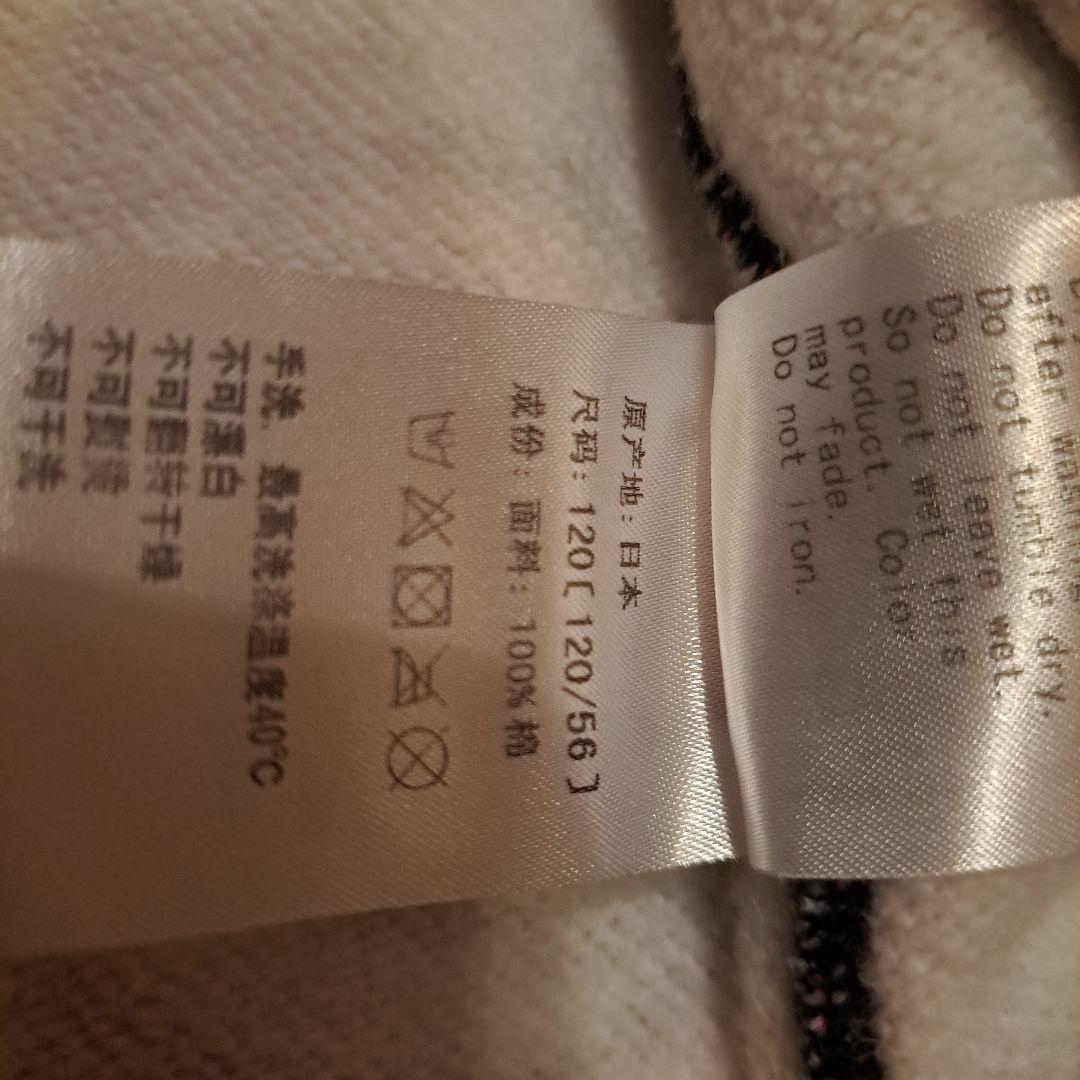 原产地：日本
尺码：120〔120/56〕
成份：面料：100% 棉
手洗，最高洗涤温度40°C
不可漂白
不可翻转干燥
不可熨烫
不可干洗
after washing
Do not tumble dry.
Do not leave wet.
So not wet this
product. Color
may fade.
Do not iron.